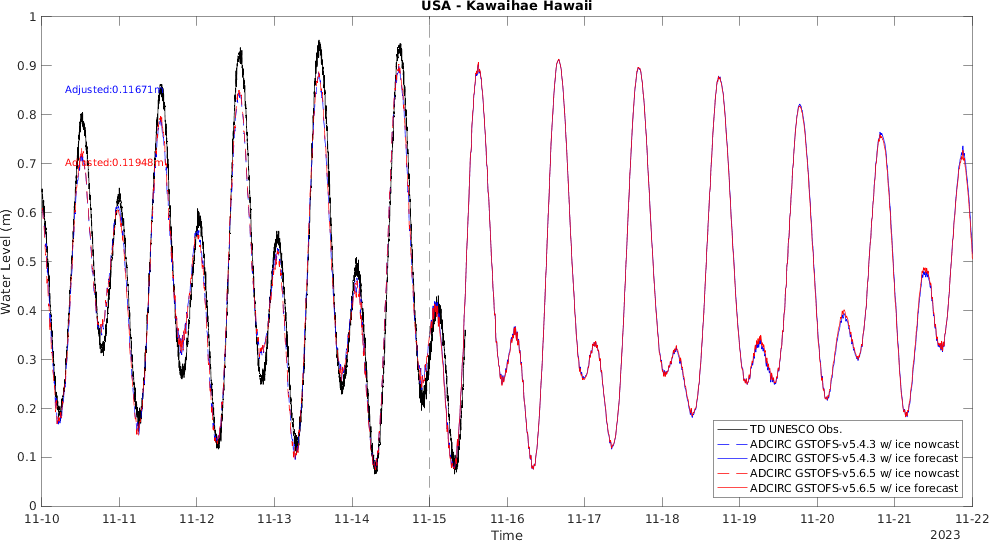 USA - Kawaihae Hawaii
1
0.9
0.8
0.7
0.6
0.5
0.4
0.3
0.2
0.1
0
Water Level (m)
Adjusted:0.11671m
Adjusted:0.11948m
TD UNESCO Obs.
ADCIRC GSTOFS-v5.4.3 w/ ice nowcast
ADCIRC GSTOFS-v5.4.3 w/ ice forecast
ADCIRC GSTOFS-v5.6.5 w/ ice nowcast
ADCIRC GSTOFS-v5.6.5 w/ ice forecast
11-10 11-11 11-12 11-13 11-14 11-15 11-16 11-17 11-18 11-19 11-20 11-21 11-22
Time
2023